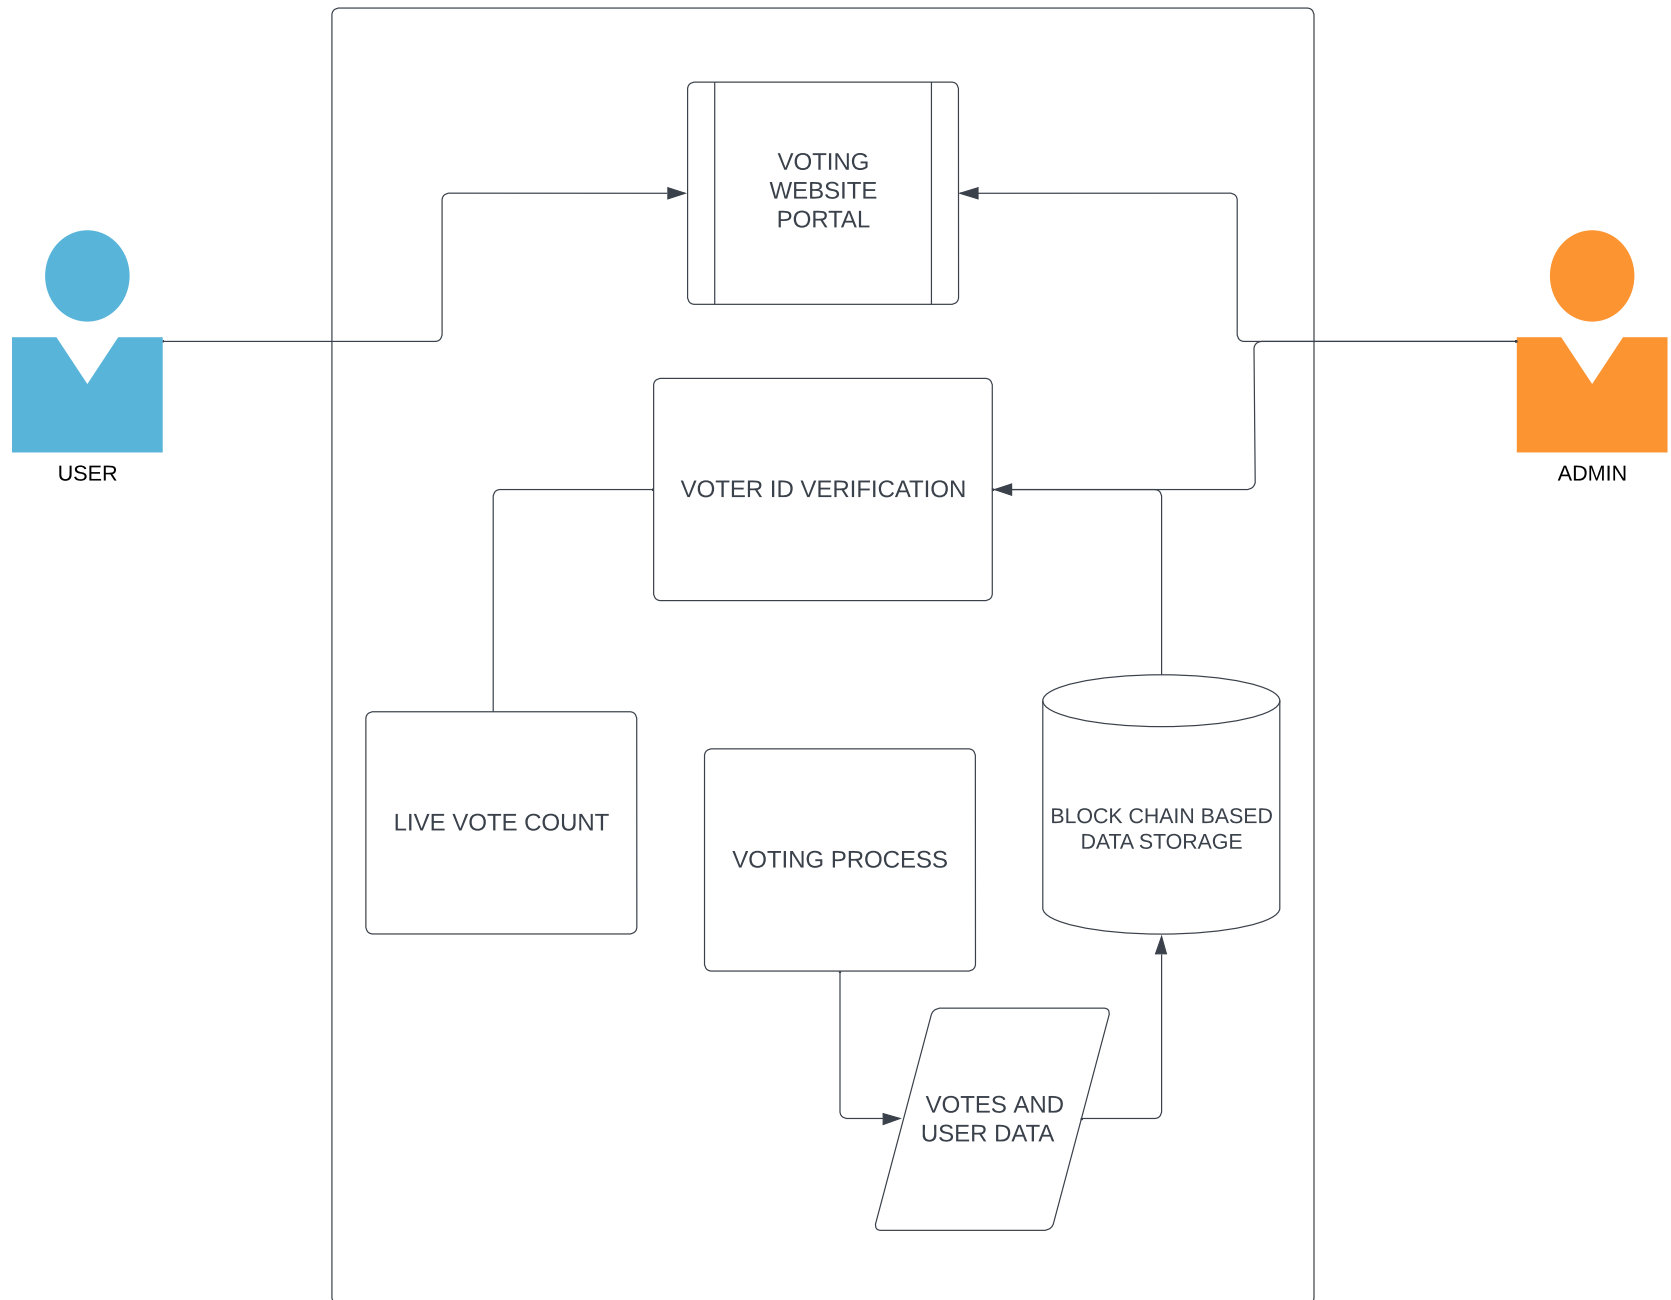 VOTING
WEBSITE
PORTAL
USER
ADMIN
VOTER ID VERIFICATION
LIVE VOTE COUNT
VOTING PROCESS
BLOCK CHAIN BASED
DATA STORAGE
VOTES AND
USER DATA